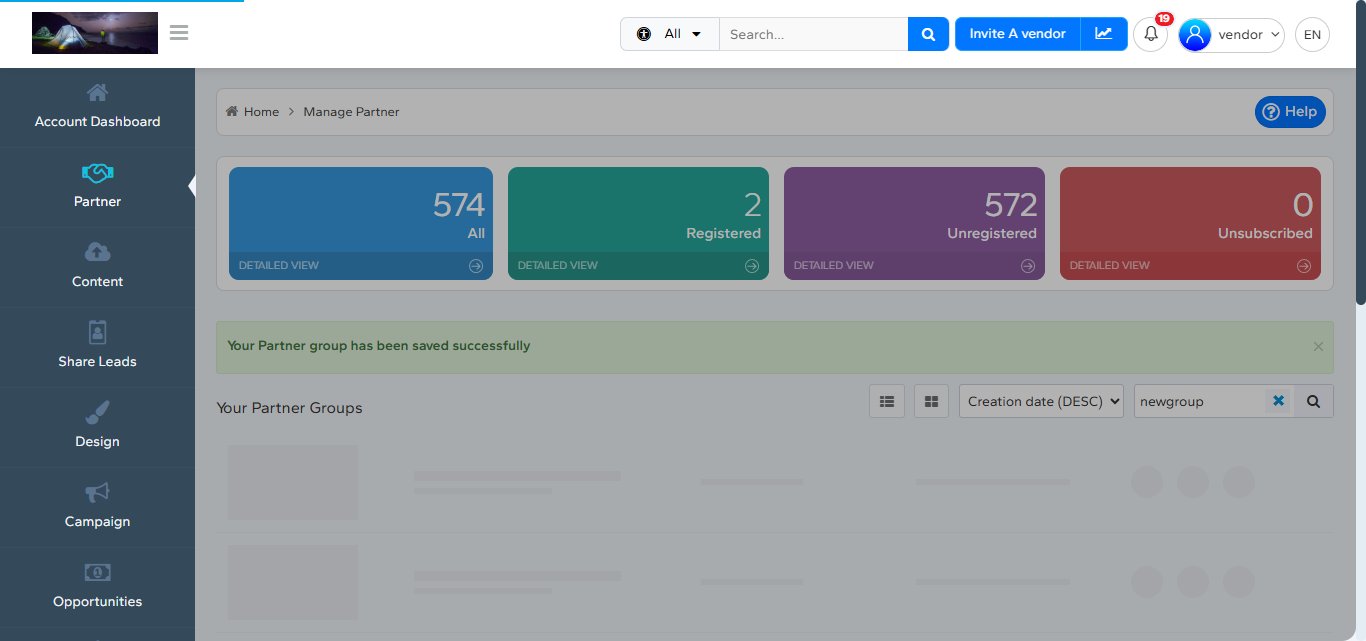 All
Search...
Invite A vendor
19
vendor
EN
Account Dashboard
Partner
Content
Share Leads
Design
Campaign
Opportunities
Home > Manage Partner
Help
574
All
DETAILED VIEW
2
Registered
DETAILED VIEW
572
Unregistered
DETAILED VIEW
0
Unsubscribed
DETAILED VIEW
Your Partner group has been saved successfully
×
Your Partner Groups
Creation date (DESC)
newgroup